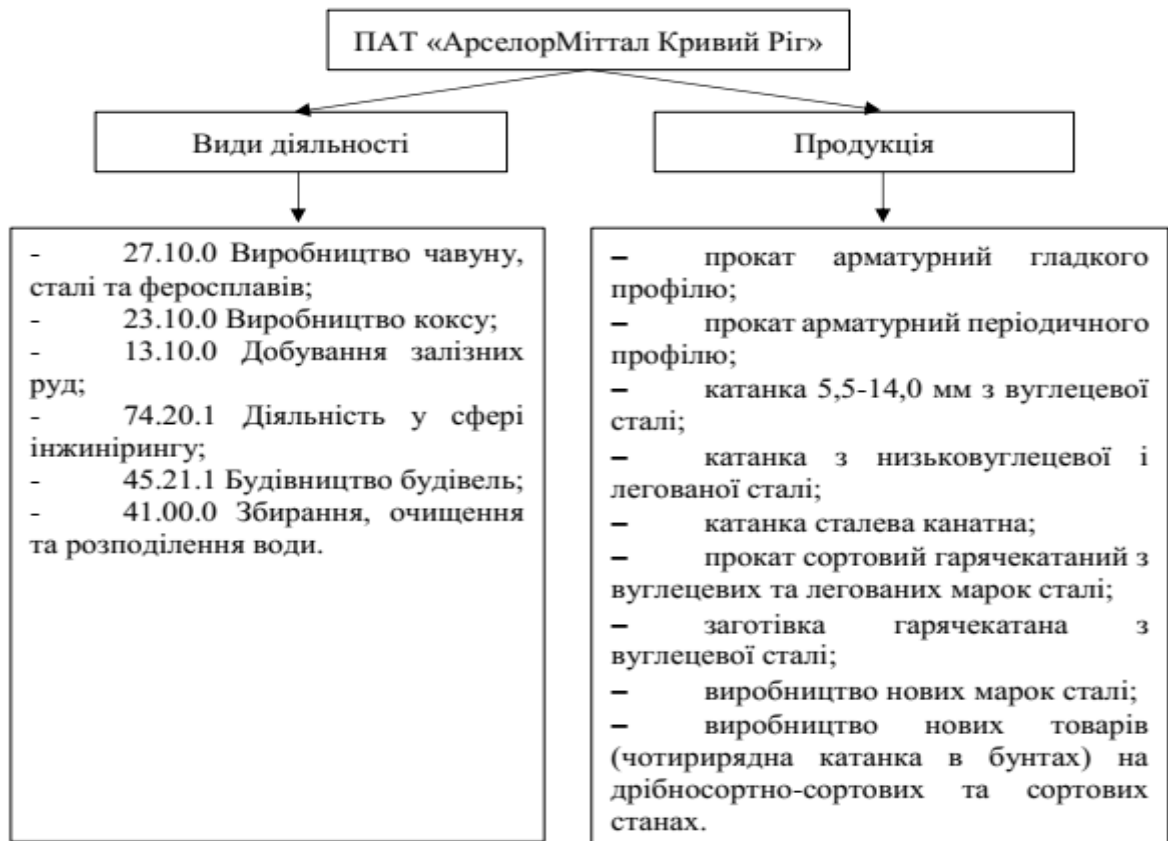 ПАТ «АрселорМіттал Кривий Ріг»
Види діяльності
Продукція
- 27.10.0 Виробництво чавуну,
сталі та феросплавів;
- 23.10.0 Виробництво коксу;
- 13.10.0 Добування залізних
руд;
- 74.20.1 Діяльність у сфері
інжинірингу;
- 45.21.1 Будівництво будівель;
- 41.00.0 Збирання, очищення
та розподілення води.
– прокат арматурний гладкого
профілю;
– прокат арматурний періодичного
профілю;
– катанка 5,5-14,0 мм з вуглецевої
сталі;
– катанка з низьковуглецевої і
легованої сталі;
– катанка сталева канатна;
– прокат сортовий гарячекатаний з
вуглецевих та легованих марок сталі;
– заготівка гарячекатана з
вуглецевої сталі;
– виробництво нових марок сталі;
– виробництво нових товарів
(чотирирядна катанка в бунтах) на
дрібносортно-сортових та сортових
станах.